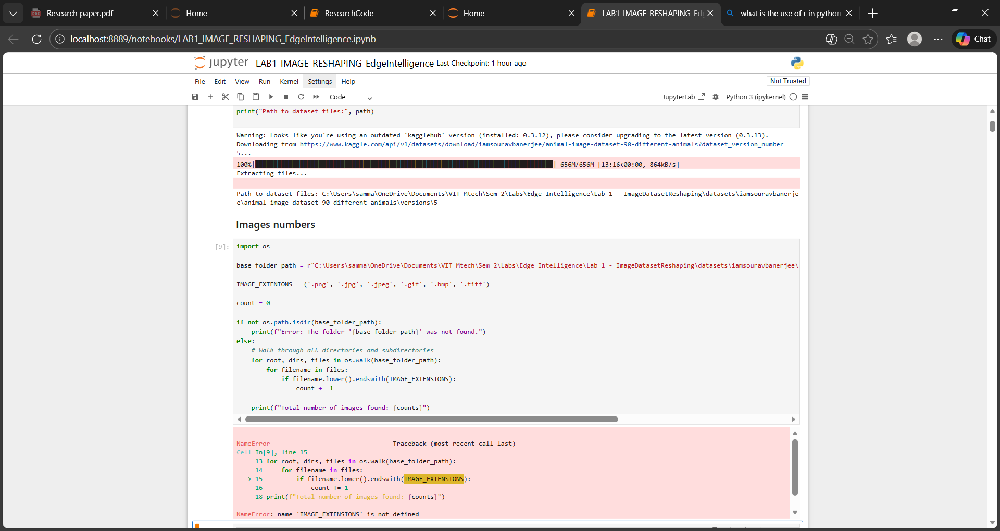 Research paper.pdf
Home
ResearchCode
Home
LAB1_IMAGE_RESHAPING_Ed
what is the use of r in python
localhost:8889/notebooks/LAB1_IMAGE_RESHAPING_EdgeIntelligence.ipynb
Chat
jupyter LAB1_IMAGE_RESHAPING_EdgeIntelligence Last Checkpoint: 1 hour ago
File Edit View Run Kernel Settings Help
Not Trusted
Code
JupyterLab
Python 3 (ipykernel)
print("Path to dataset files:", path)
Warning: Looks like you're using an outdated `kagglehub` version (installed: 0.3.12), please consider upgrading to the latest version (0.3.13).
Downloading from https://www.kaggle.com/api/v1/datasets/download/iamsouravbanerjee/animal-image-dataset-90-different-animals?dataset_version_number=
5...
100%| | 656M/656M [13:16<00:00, 864kB/s]
Extracting files...
Path to dataset files: C:\Users\samma\OneDrive\Documents\VIT Mtech\Sem 2\Labs\Edge Intelligence\Lab 1 - ImageDatasetReshaping\datasets\iamsouravbanerje
e\animal-image-dataset-90-different-animals\versions\5
Images numbers
[9]:
import os
base_folder_path = r"C:\Users\samma\OneDrive\Documents\VIT Mtech\Sem 2\Labs\Edge Intelligence\Lab 1 - ImageDatasetReshaping\datasets\iamsouravbanerjee\
IMAGE_EXTENIONS = ('.png', '.jpg', '.jpeg', '.gif', '.bmp', '.tiff')
count = 0
if not os.path.isdir(base_folder_path):
    print(f"Error: The folder '{base_folder_path}' was not found.")
else:
    # Walk through all directories and subdirectories
    for root, dirs, files in os.walk(base_folder_path):
        for filename in files:
            if filename.lower().endswith(IMAGE_EXTENSIONS):
                count += 1
    print(f"Total number of images found: {counts}")
---------------------------------------------------------------------------
NameError Traceback (most recent call last)
Cell In[9], line 15
     13 for root, dirs, files in os.walk(base_folder_path):
     14     for filename in files:
---> 15         if filename.lower().endswith(IMAGE_EXTENSIONS):
     16             count += 1
     18 print(f"Total number of images found: {counts}")
NameError: name 'IMAGE_EXTENSIONS' is not defined